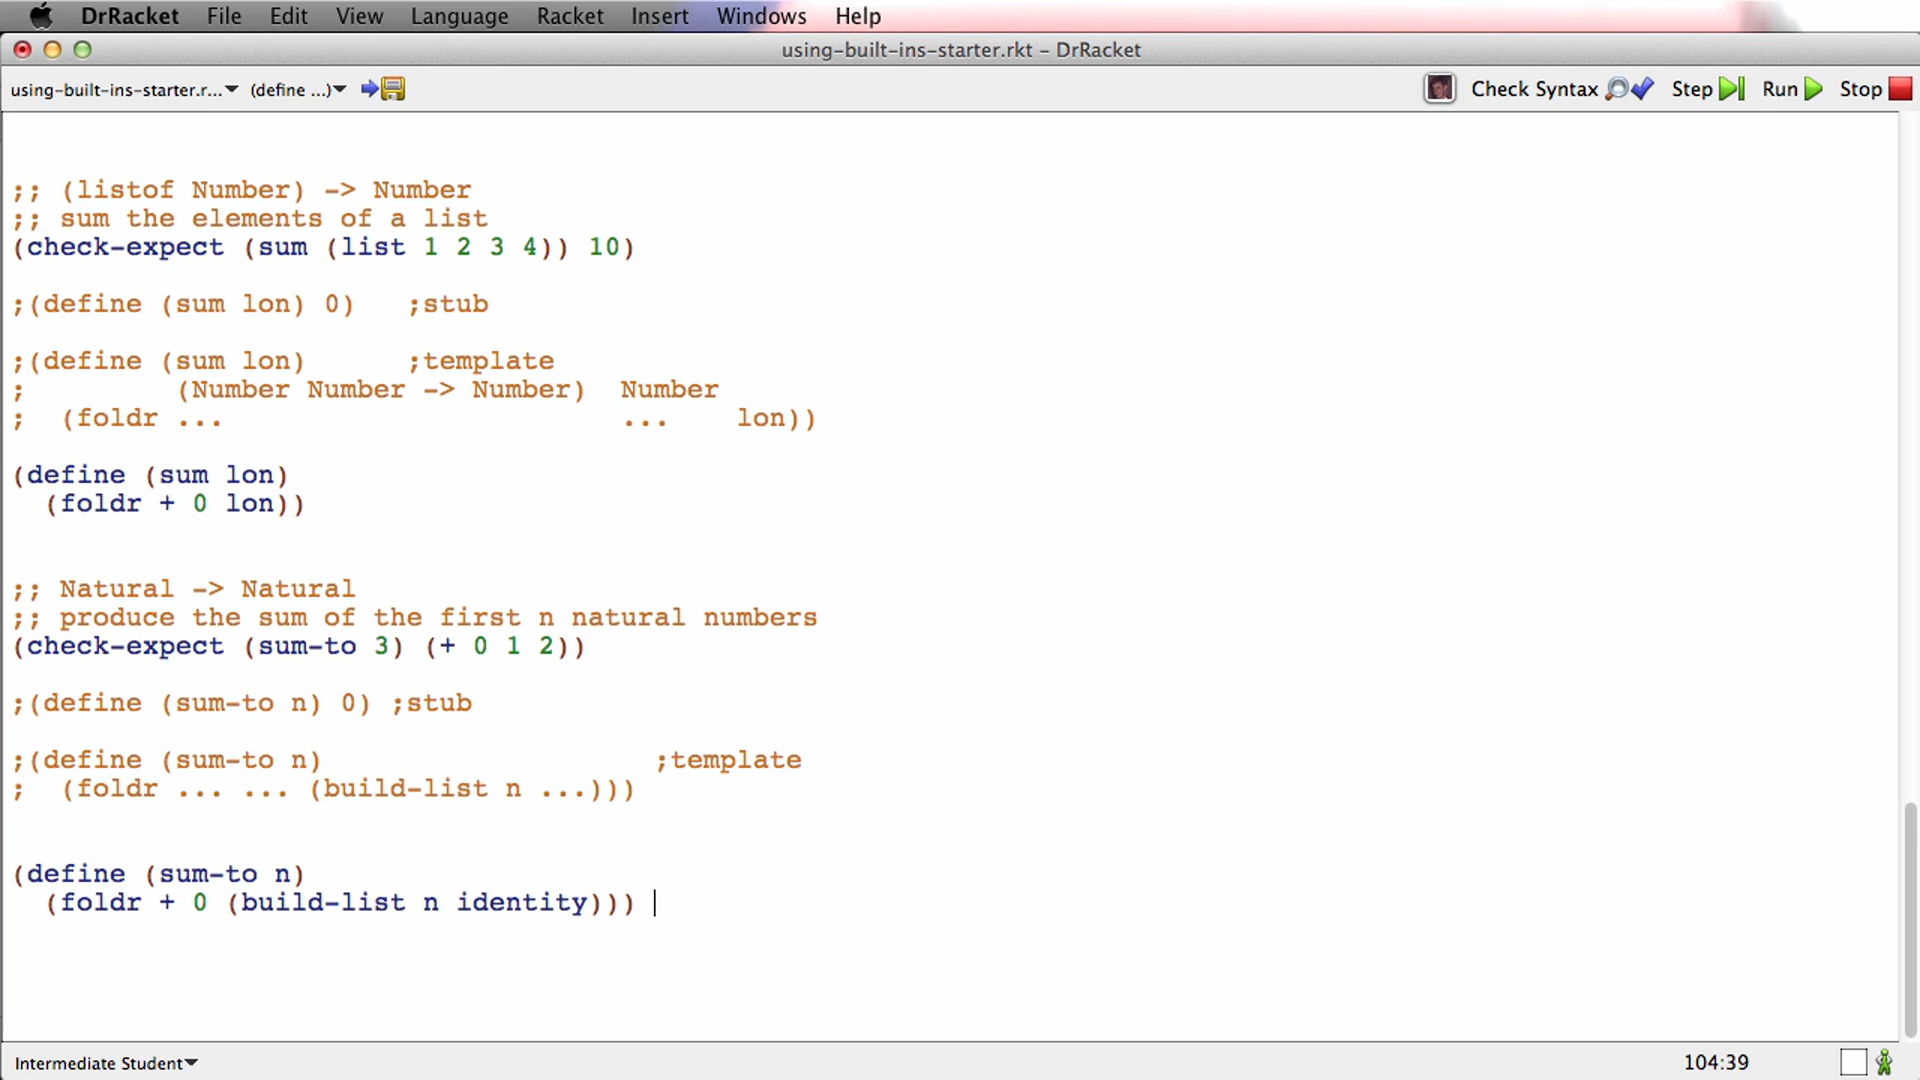 DrRacket File Edit View Language Racket Insert Windows Help
using-built-ins-starter.rkt - DrRacket
using-built-ins-starter.r... (define ...) Check Syntax Step Run Stop
;; (listof Number) -> Number
;; sum the elements of a list
(check-expect (sum (list 1 2 3 4)) 10)
;(define (sum lon) 0)   ;stub
;(define (sum lon)      ;template
;         (Number Number -> Number)  Number
;  (foldr ...                        ...    lon))
(define (sum lon)
  (foldr + 0 lon))
;; Natural -> Natural
;; produce the sum of the first n natural numbers
(check-expect (sum-to 3) (+ 0 1 2))
;(define (sum-to n) 0) ;stub
;(define (sum-to n)                    ;template
;  (foldr ... ... (build-list n ...)))
(define (sum-to n)
  (foldr + 0 (build-list n identity)))
Intermediate Student 104:39